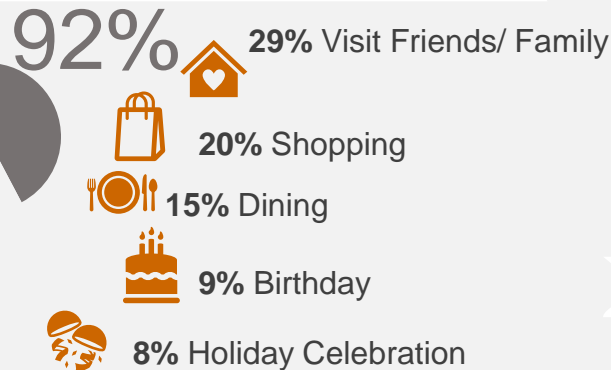 92%
29% Visit Friends/ Family
20% Shopping
15% Dining
9% Birthday
8% Holiday Celebration